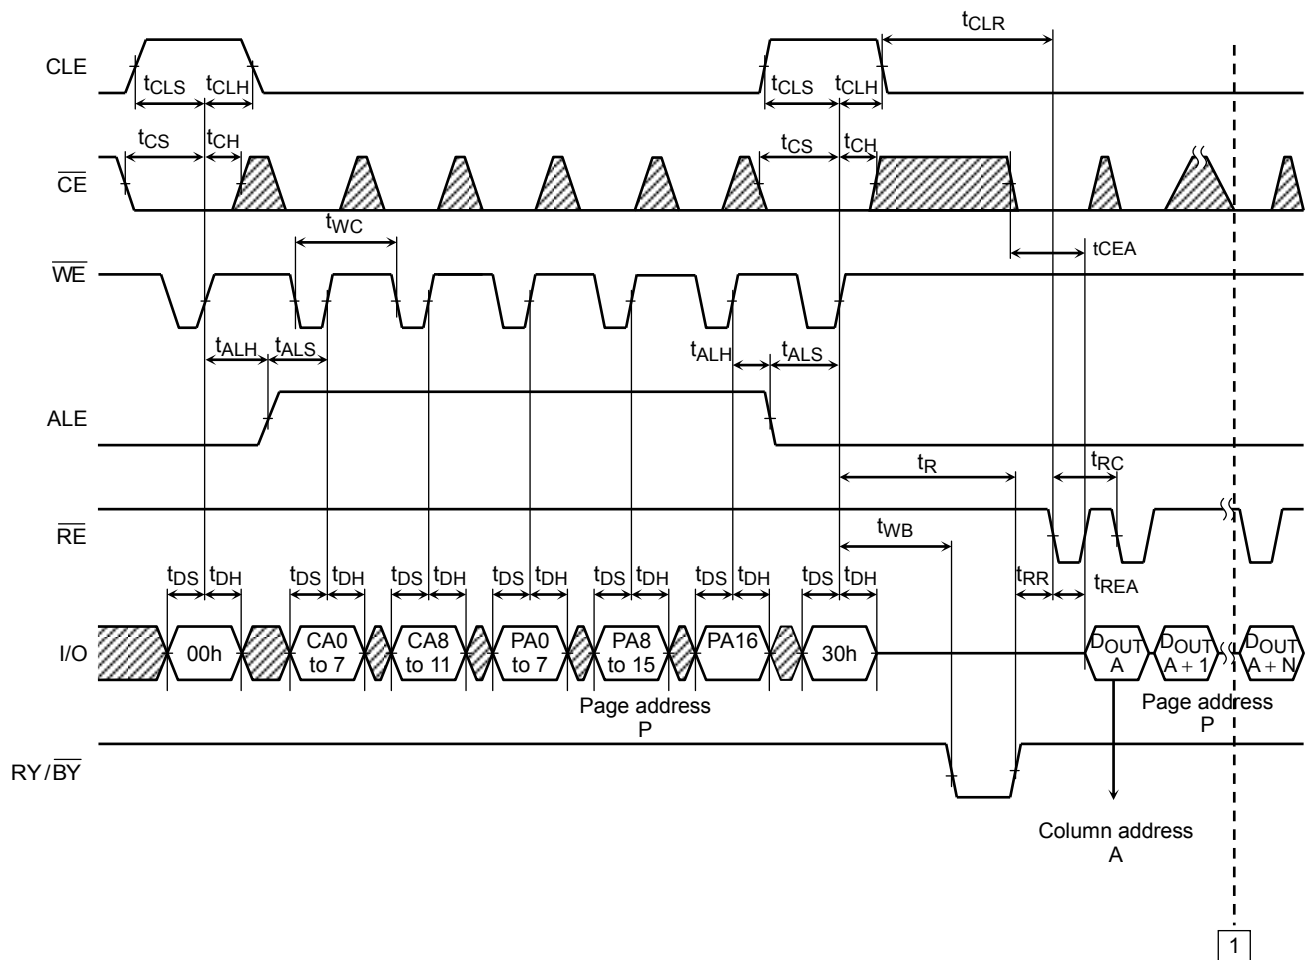 tCLR
CLE
tCLS tCLH tCLS tCLH
tCS tCH tCS tCH
CE
tWC
tCEA
WE
tALH tALS tALH tALS
ALE
tR tRC
RE
tWB
tDS tDH tDS tDH tDS tDH tDS tDH tDS tDH tDS tDH tDS tDH tRR tREA
I/O 00h CA0 to 7 CA8 to 11 PA0 to 7 PA8 to 15 PA16 30h DOUT A DOUT A + 1 DOUT A + N
Page address Page address
P P
RY/BY
Column address
A
1